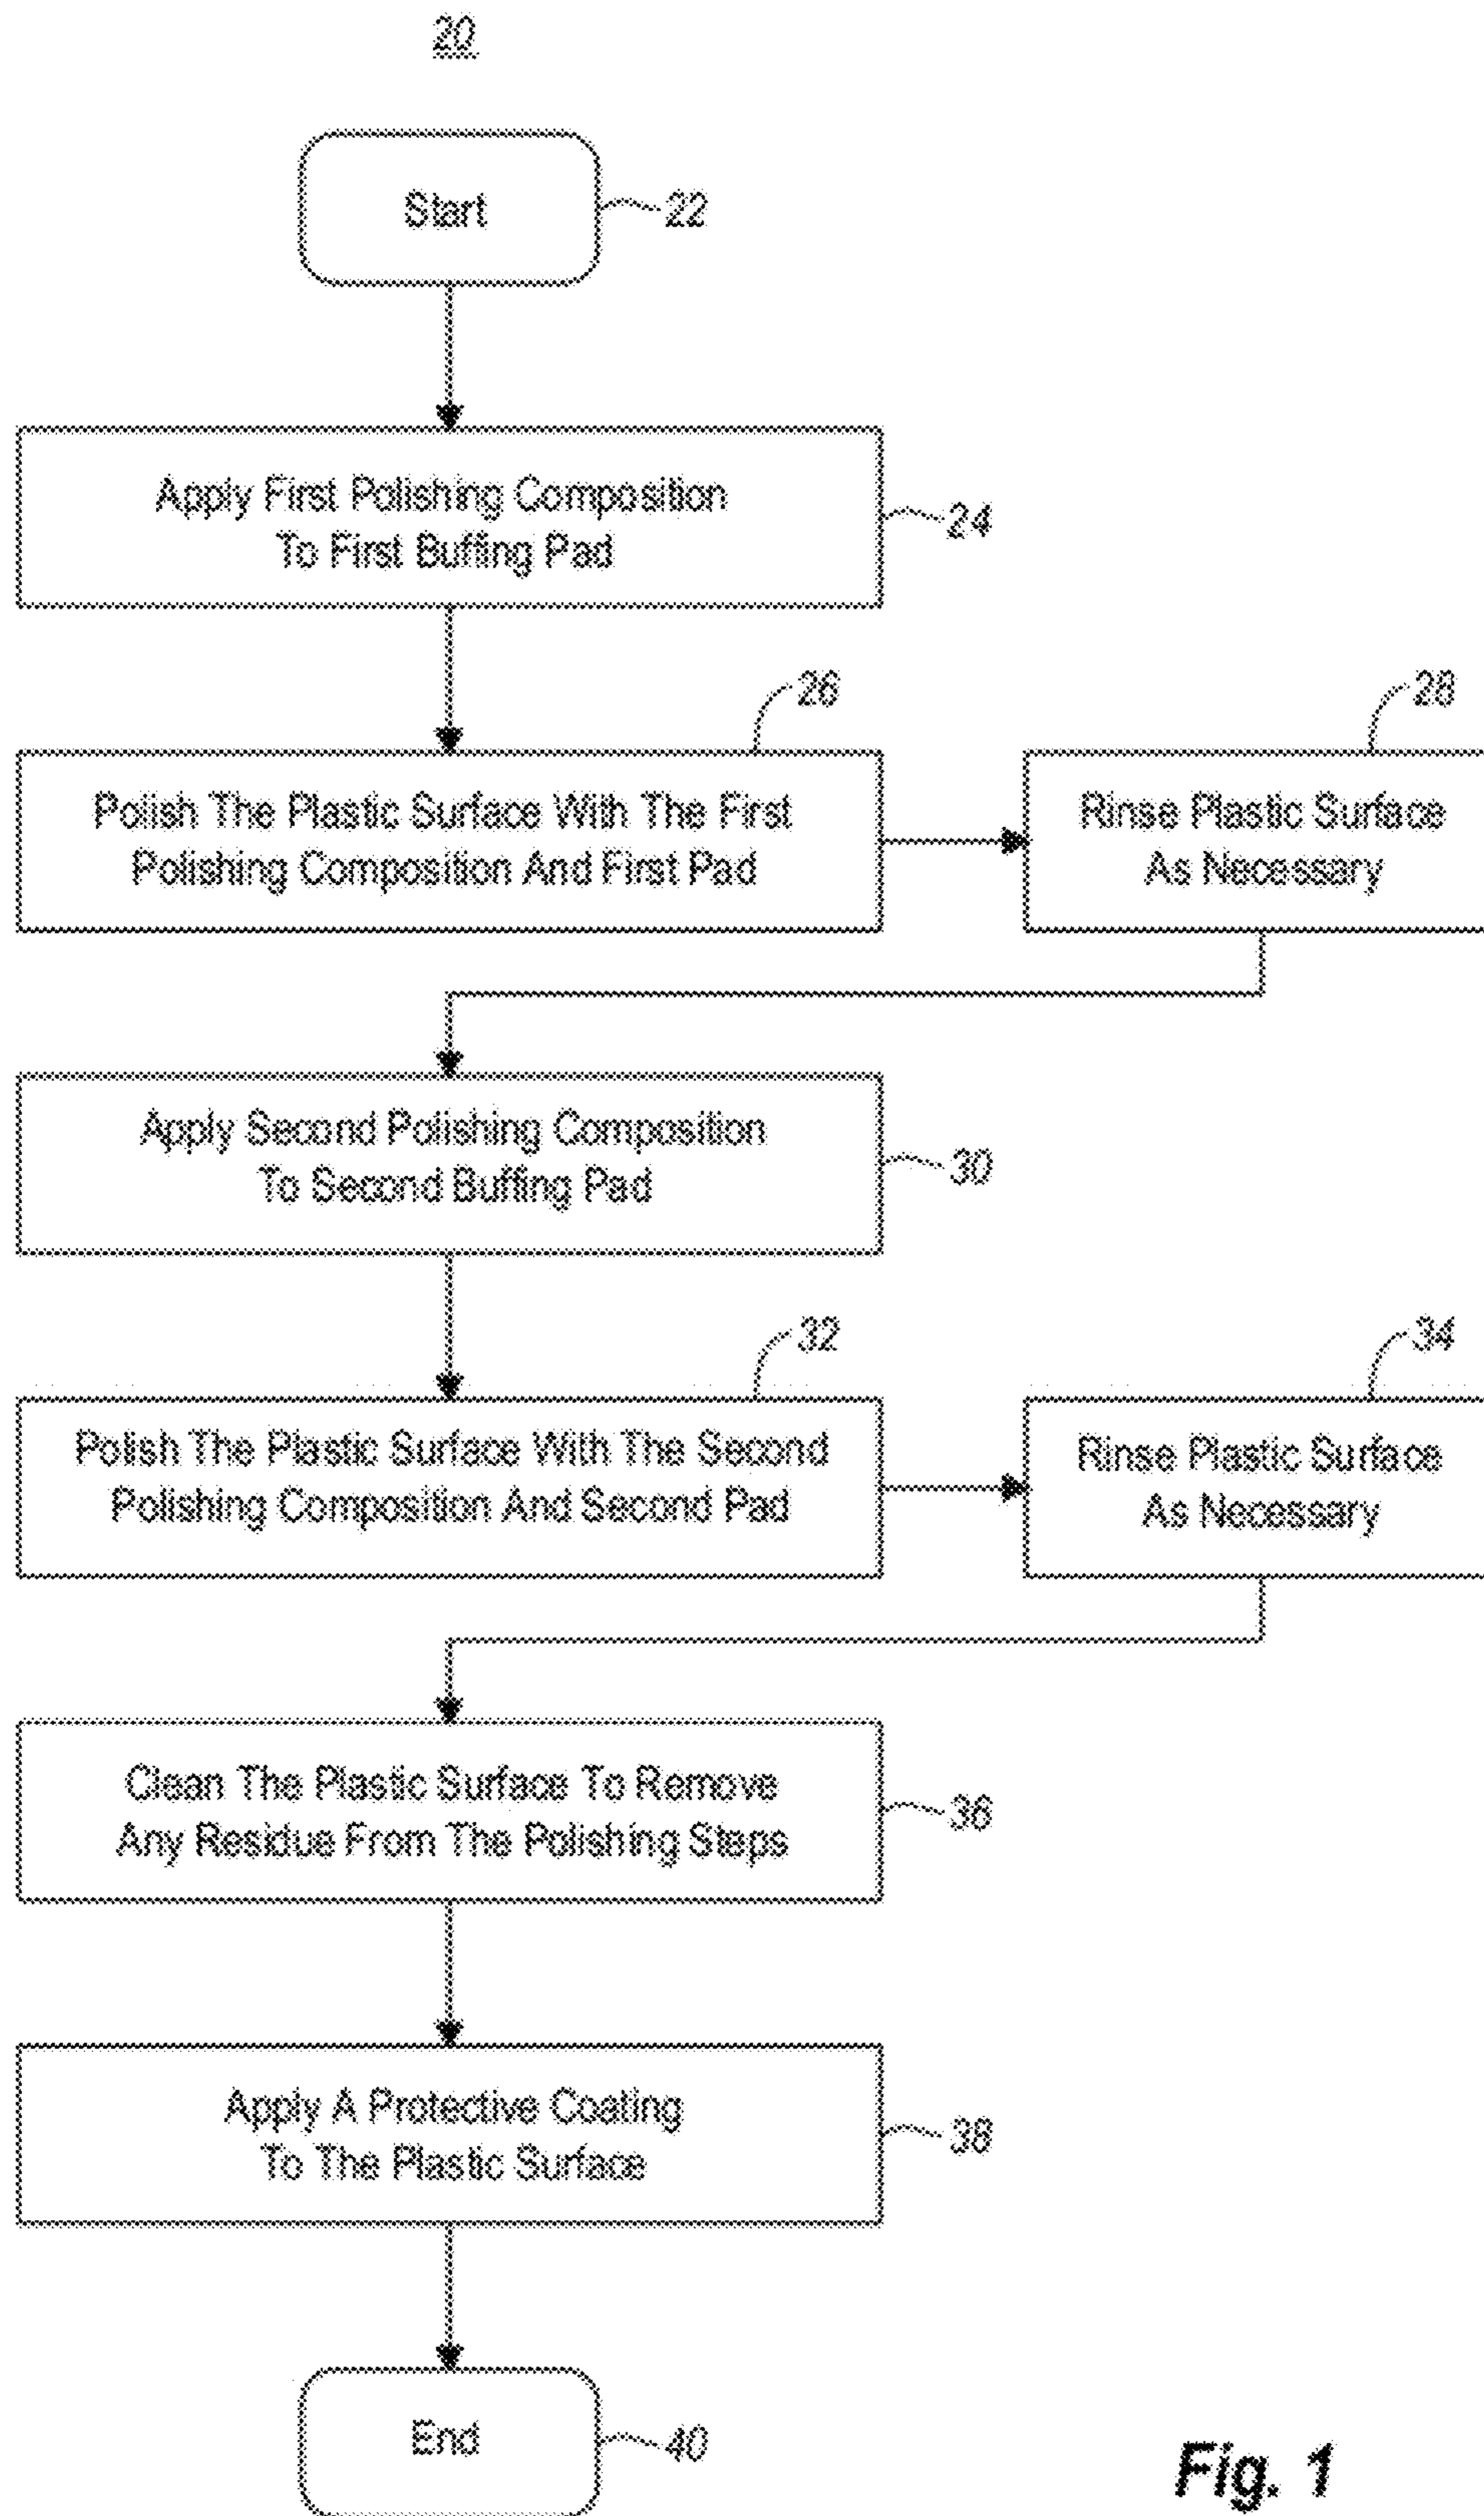 20
Start
22
Apply First Polishing Composition
To First Buffing Pad
24
26
28
Polish The Plastic Surface With The First
Polishing Composition And First Pad
Rinse Plastic Surface
As Necessary
Apply Second Polishing Composition
To Second Buffing Pad
30
32
34
Polish The Plastic Surface With The Second
Polishing Composition And Second Pad
Rinse Plastic Surface
As Necessary
Clean The Plastic Surface To Remove
Any Residue From The Polishing Steps
36
Apply A Protective Coating
To The Plastic Surface
38
End
40
Fig. 1